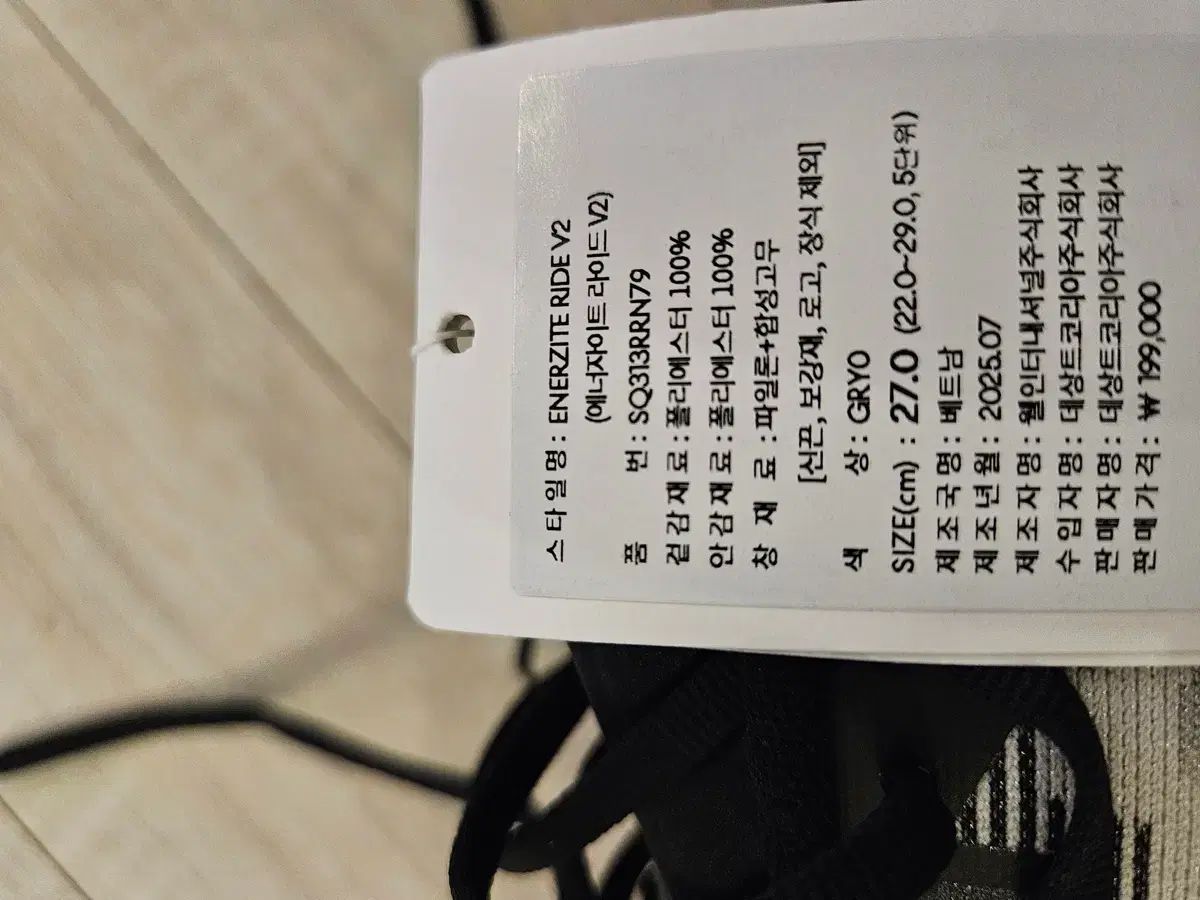 스타일명 : ENERZITE RIDE V2
(에너자이트 라이드 V2)
품 번 : SQ313RRN79
겉감재료 : 폴리에스터 100%
안감재료 : 폴리에스터 100%
창 재 료 : 파일론+합성고무
[신끈, 보강재, 로고, 장식 제외]
색 상 : GRYO
SIZE(cm) : 27.0 (22.0~29.0, 5단위)
제조국명 : 베트남
제조년월 : 2025.07
제조자명 : 월인터내셔널주식회사
수입자명 : 데상트코리아주식회사
판매자명 : 데상트코리아주식회사
판매가격 : ₩ 199,000